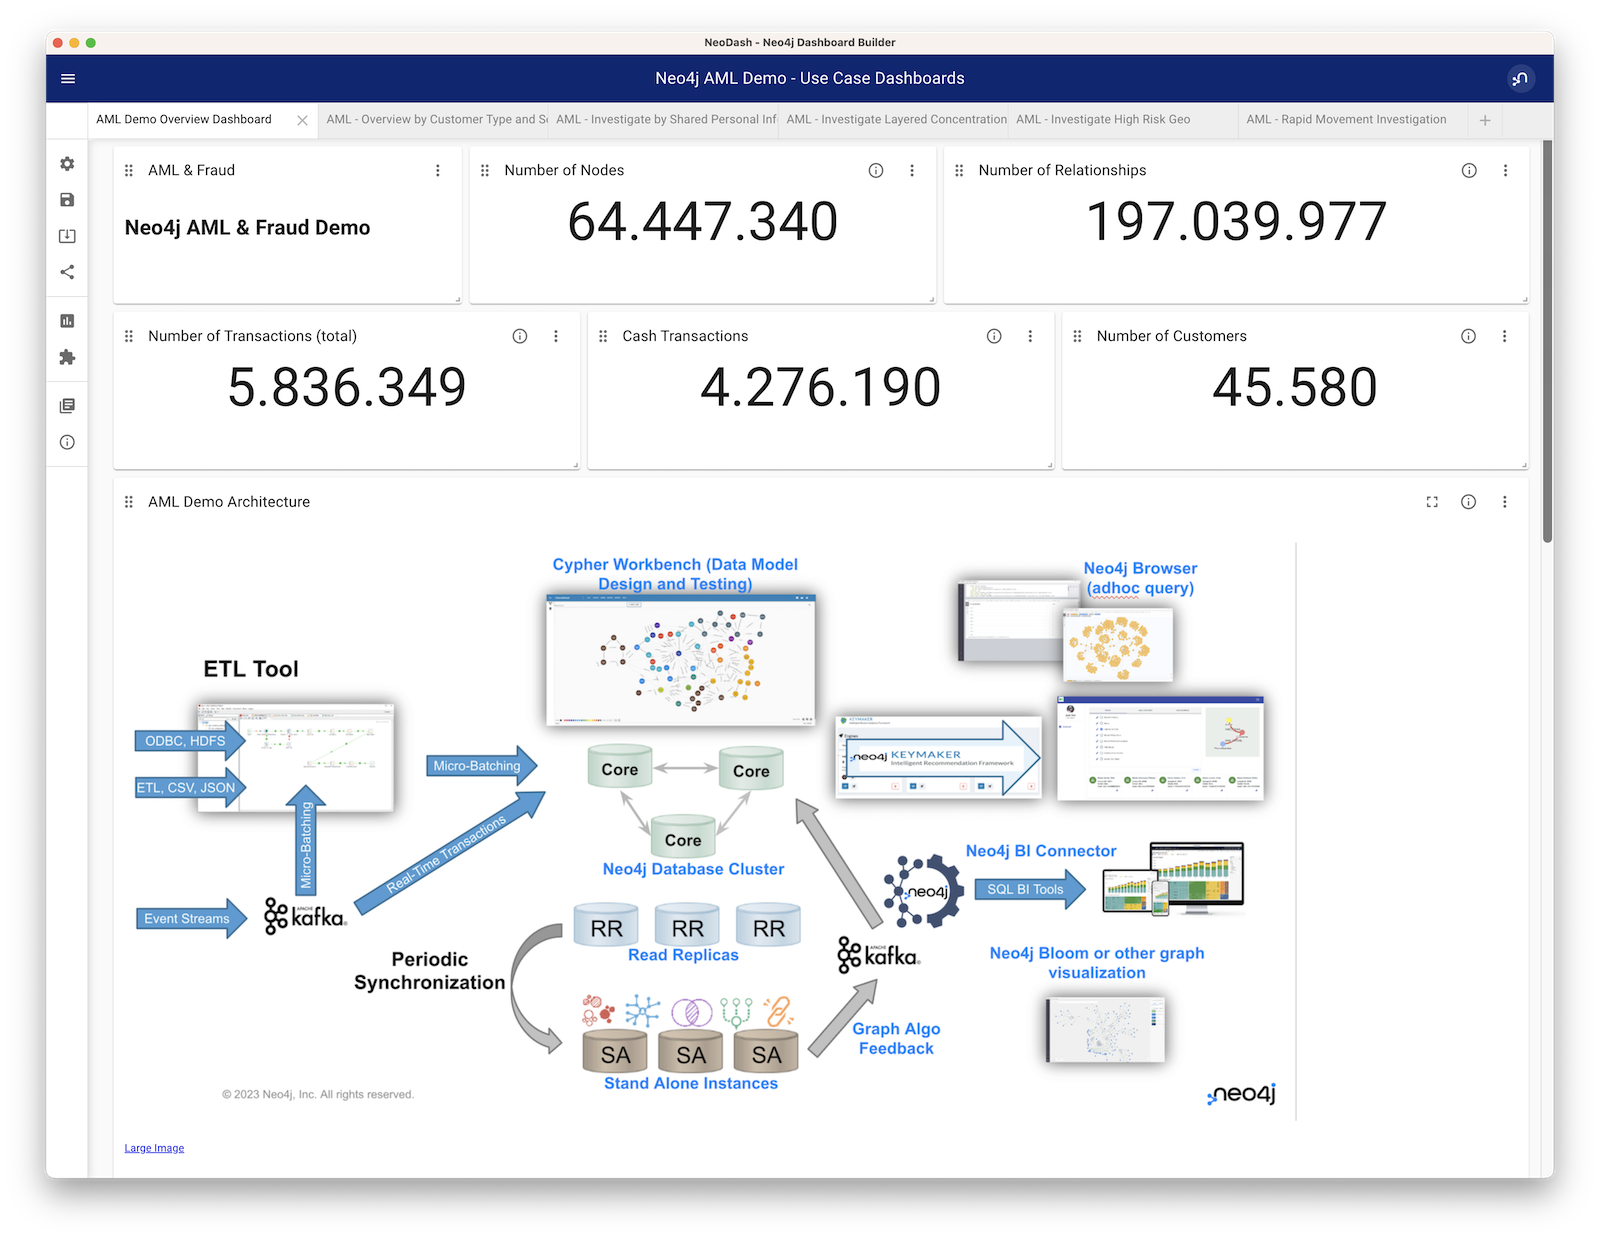 NeoDash - Neo4j Dashboard Builder
Neo4j AML Demo - Use Case Dashboards
AML Demo Overview Dashboard
AML - Overview by Customer Type and Se
AML - Investigate by Shared Personal Inf
AML - Investigate Layered Concentration
AML - Investigate High Risk Geo
AML - Rapid Movement Investigation
AML & Fraud
Neo4j AML & Fraud Demo
Number of Nodes
64.447.340
Number of Relationships
197.039.977
Number of Transactions (total)
5.836.349
Cash Transactions
4.276.190
Number of Customers
45.580
AML Demo Architecture
Cypher Workbench (Data Model
Design and Testing)
Neo4j Browser
(adhoc query)
ETL Tool
ODBC, HDFS
ETL, CSV, JSON
Micro-Batching
Micro-Batching
Real-Time Transactions
Event Streams
APACHE
kafka
Core
Core
Core
Neo4j Database Cluster
KEYMAKER
neo4j KEYMAKER
Intelligent Recommendation Framework
neo4j
Neo4j BI Connector
SQL BI Tools
RR
RR
RR
Read Replicas
Periodic
Synchronization
APACHE
kafka
Neo4j Bloom or other graph
visualization
SA
SA
SA
Stand Alone Instances
Graph Algo
Feedback
© 2023 Neo4j, Inc. All rights reserved.
neo4j
Large Image